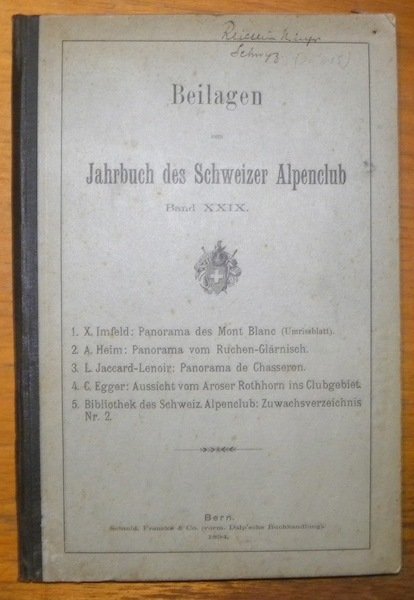 Schwyz
Beilagen
zum
Jahrbuch des Schweizer Alpenclub
Band XXIX.
1. X. Imfeld: Panorama des Mont Blanc (Umrissblatt).
2. A. Heim: Panorama vom Ruchen-Glärnisch.
3. L. Jaccard-Lenoir: Panorama de Chasseron.
4. C. Egger: Aussicht vom Aroser Rothhorn ins Clubgebiet.
5. Bibliothek des Schweiz. Alpenclub: Zuwachsverzeichnis
Nr. 2.
Bern.
Schmid, Francke & Co. (vorm. Dalp'sche Buchhandlung).
1894.